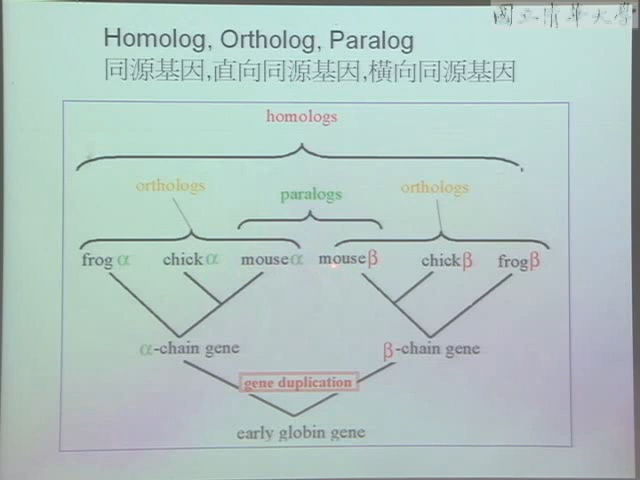 國立清華大學
Homolog, Ortholog, Paralog
同源基因,直向同源基因,橫向同源基因
homologs
orthologs
paralogs
orthologs
frog α
chick α
mouse α
mouse β
chick β
frog β
α-chain gene
β-chain gene
gene duplication
early globin gene